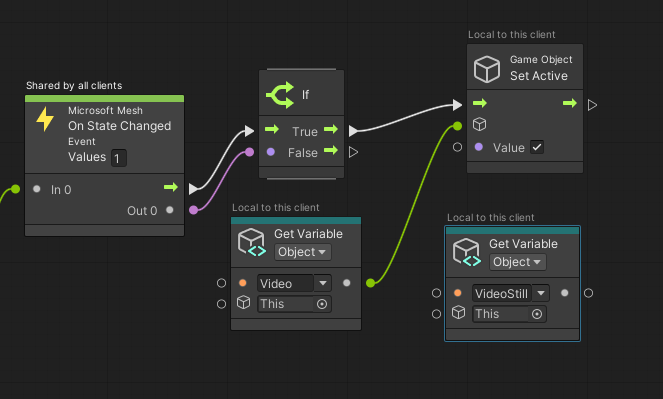 Local to this client
Game Object
Set Active
Value
Shared by all clients
Microsoft Mesh
On State Changed
Event
Values 1
In 0
Out 0
If
True
False
Local to this client
Get Variable
Object
Video
This
Local to this client
Get Variable
Object
VideoStill
This